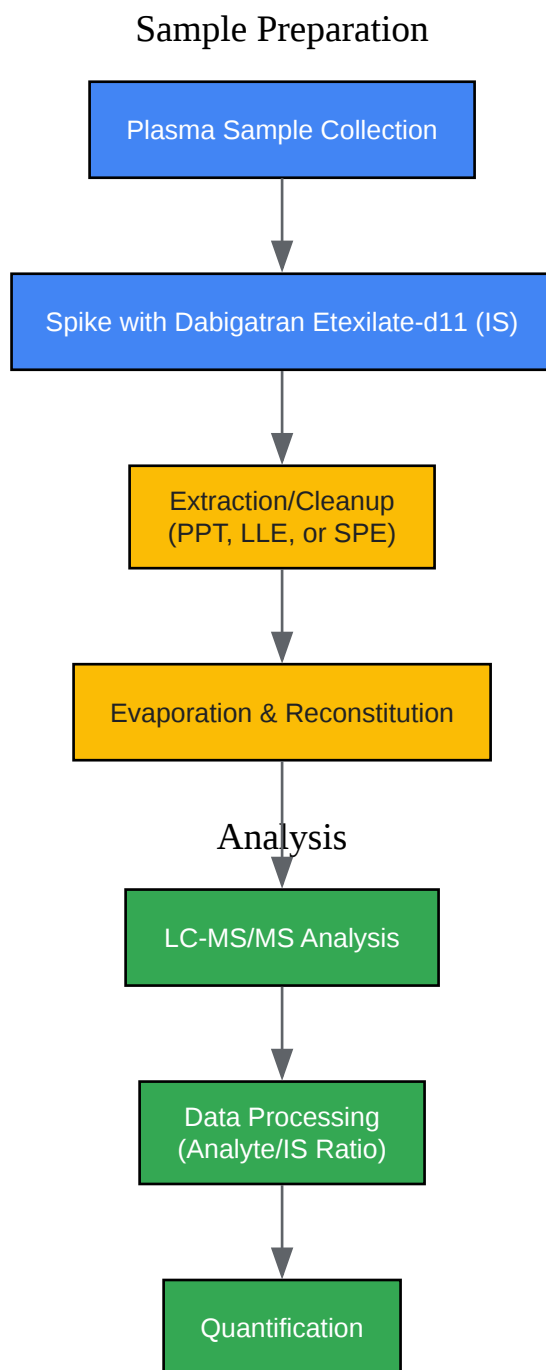 Sample Preparation
Plasma Sample Collection
Spike with Dabigatran Etexilate-d11 (IS)
Extraction/Cleanup
(PPT, LLE, or SPE)
Evaporation & Reconstitution
Analysis
LC-MS/MS Analysis
Data Processing
(Analyte/IS Ratio)
Quantification